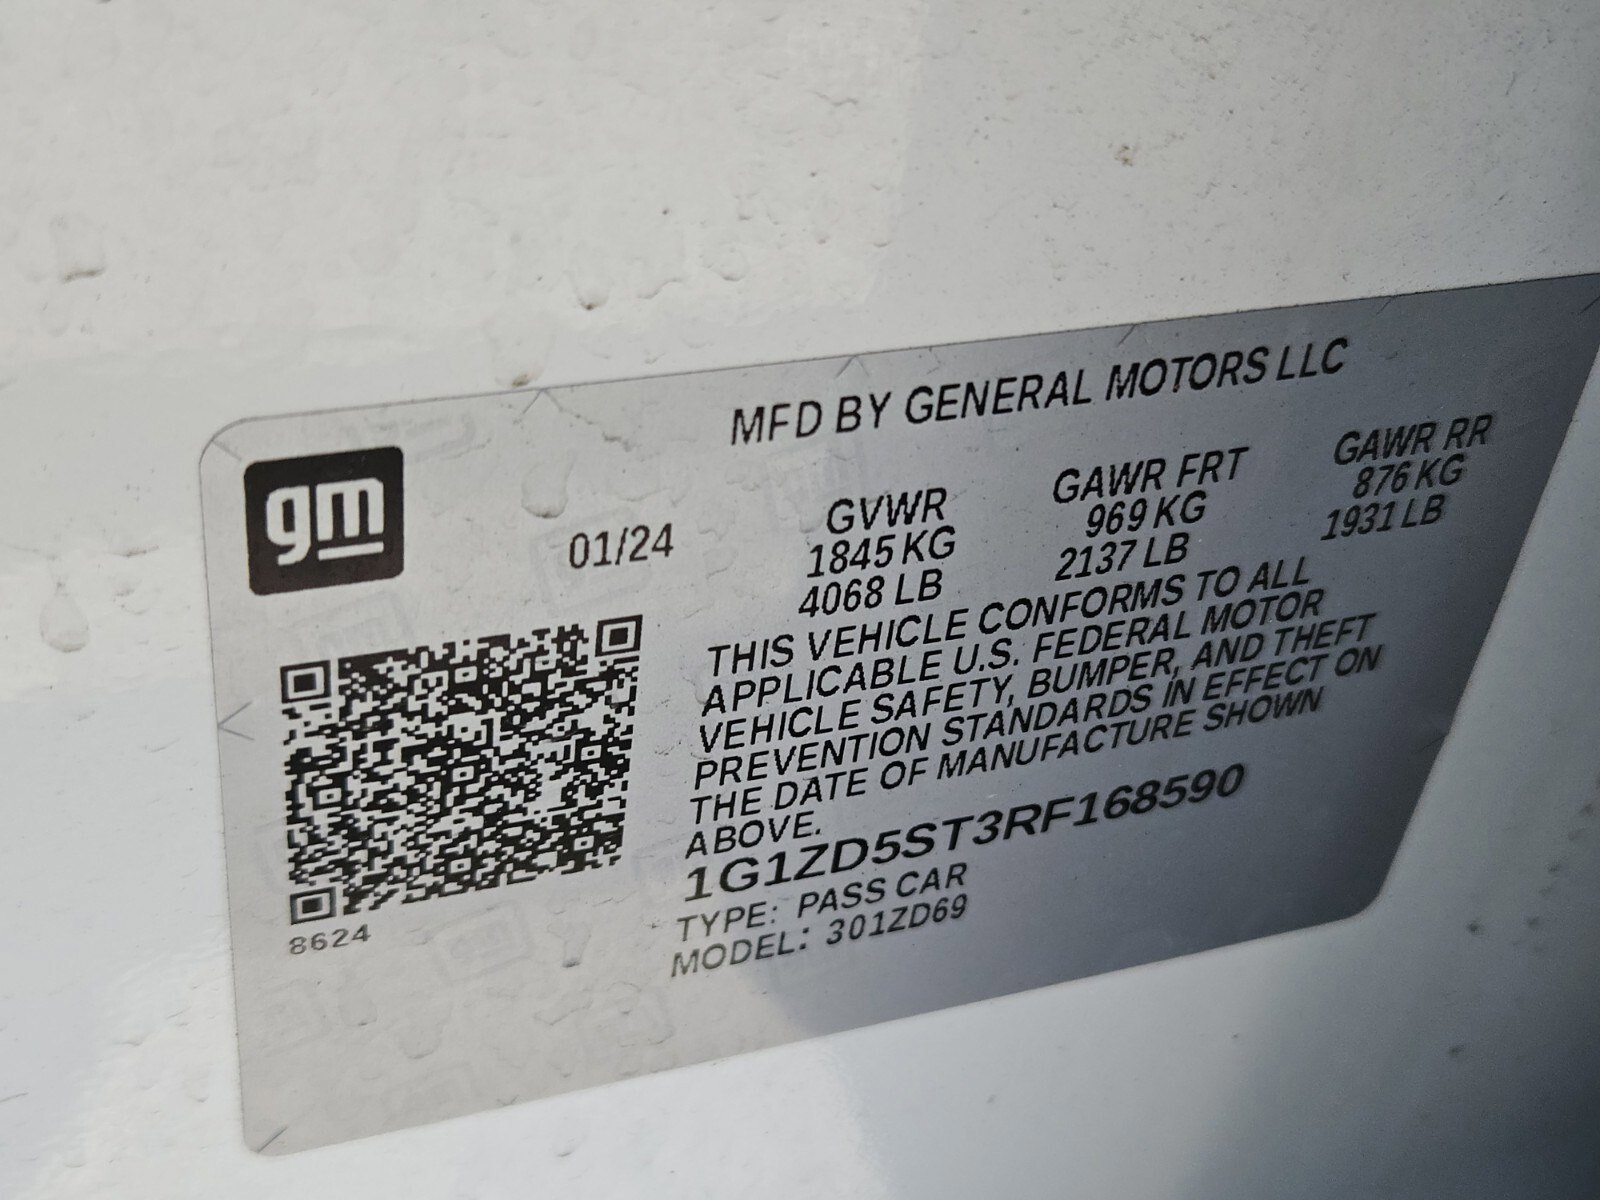 MFD BY GENERAL MOTORS LLC
gm
01/24
GVWR GAWR FRT GAWR RR
1845 KG 969 KG 876 KG
4068 LB 2137 LB 1931 LB
THIS VEHICLE CONFORMS TO ALL
APPLICABLE U.S. FEDERAL MOTOR
VEHICLE SAFETY, BUMPER, AND THEFT
PREVENTION STANDARDS IN EFFECT ON
THE DATE OF MANUFACTURE SHOWN
ABOVE.
1G1ZD5ST3RF168590
TYPE: PASS CAR
MODEL: 301ZD69
8624